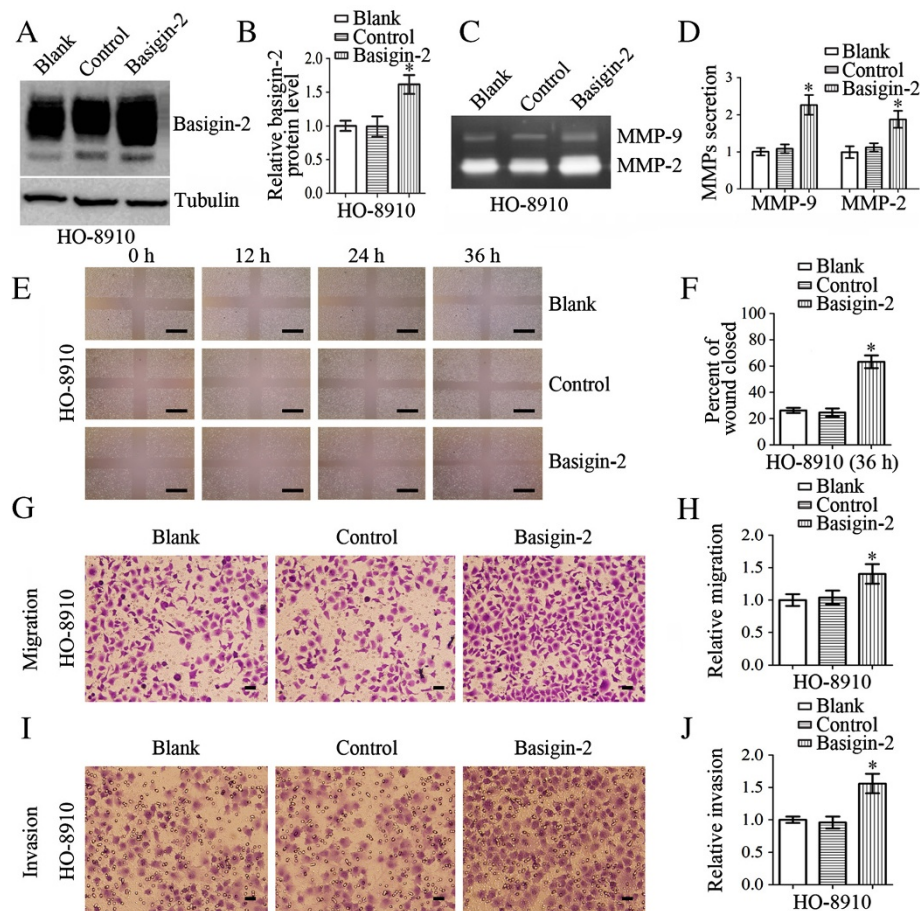 A
Blank
Control
Basigin-2
Basigin-2
Tubulin
HO-8910
B
Blank
Control
Basigin-2
Relative basigin-2
protein level
2.0
1.5
1.0
0.5
0.0
*
HO-8910
C
Blank
Control
Basigin-2
MMP-9
MMP-2
HO-8910
D
Blank
Control
Basigin-2
MMPs secretion
3
2
1
0
*
*
MMP-9
MMP-2
E
0 h
12 h
24 h
36 h
HO-8910
Blank
Control
Basigin-2
F
Blank
Control
Basigin-2
Percent of
wound closed
100
80
60
40
20
0
*
HO-8910 (36 h)
G
Blank
Control
Basigin-2
Migration
HO-8910
H
Blank
Control
Basigin-2
Relative migration
2.0
1.5
1.0
0.5
0.0
*
HO-8910
I
Blank
Control
Basigin-2
Invasion
HO-8910
J
Blank
Control
Basigin-2
Relative invasion
2.0
1.5
1.0
0.5
0.0
*
HO-8910